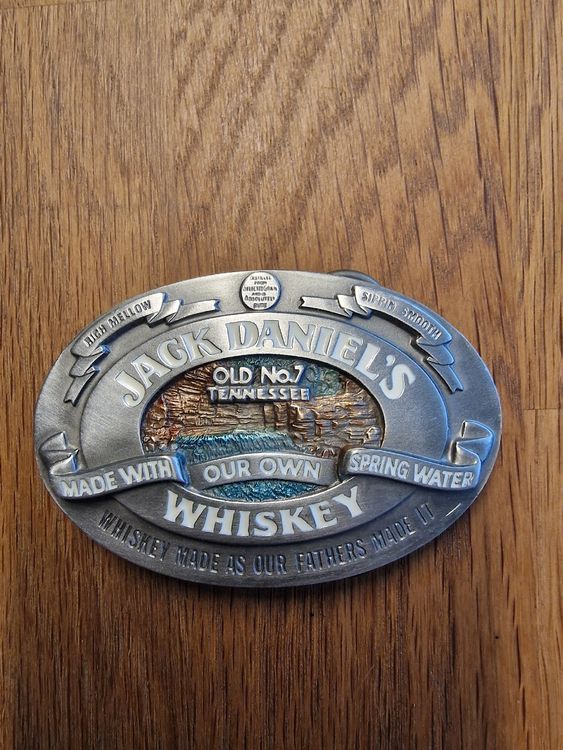 RICH MELLOW
SIPPIN' SMOOTH
JACK DANIEL'S
OLD No.7
TENNESSEE
MADE WITH OUR OWN SPRING WATER
WHISKEY
WHISKEY MADE AS OUR FATHERS MADE IT